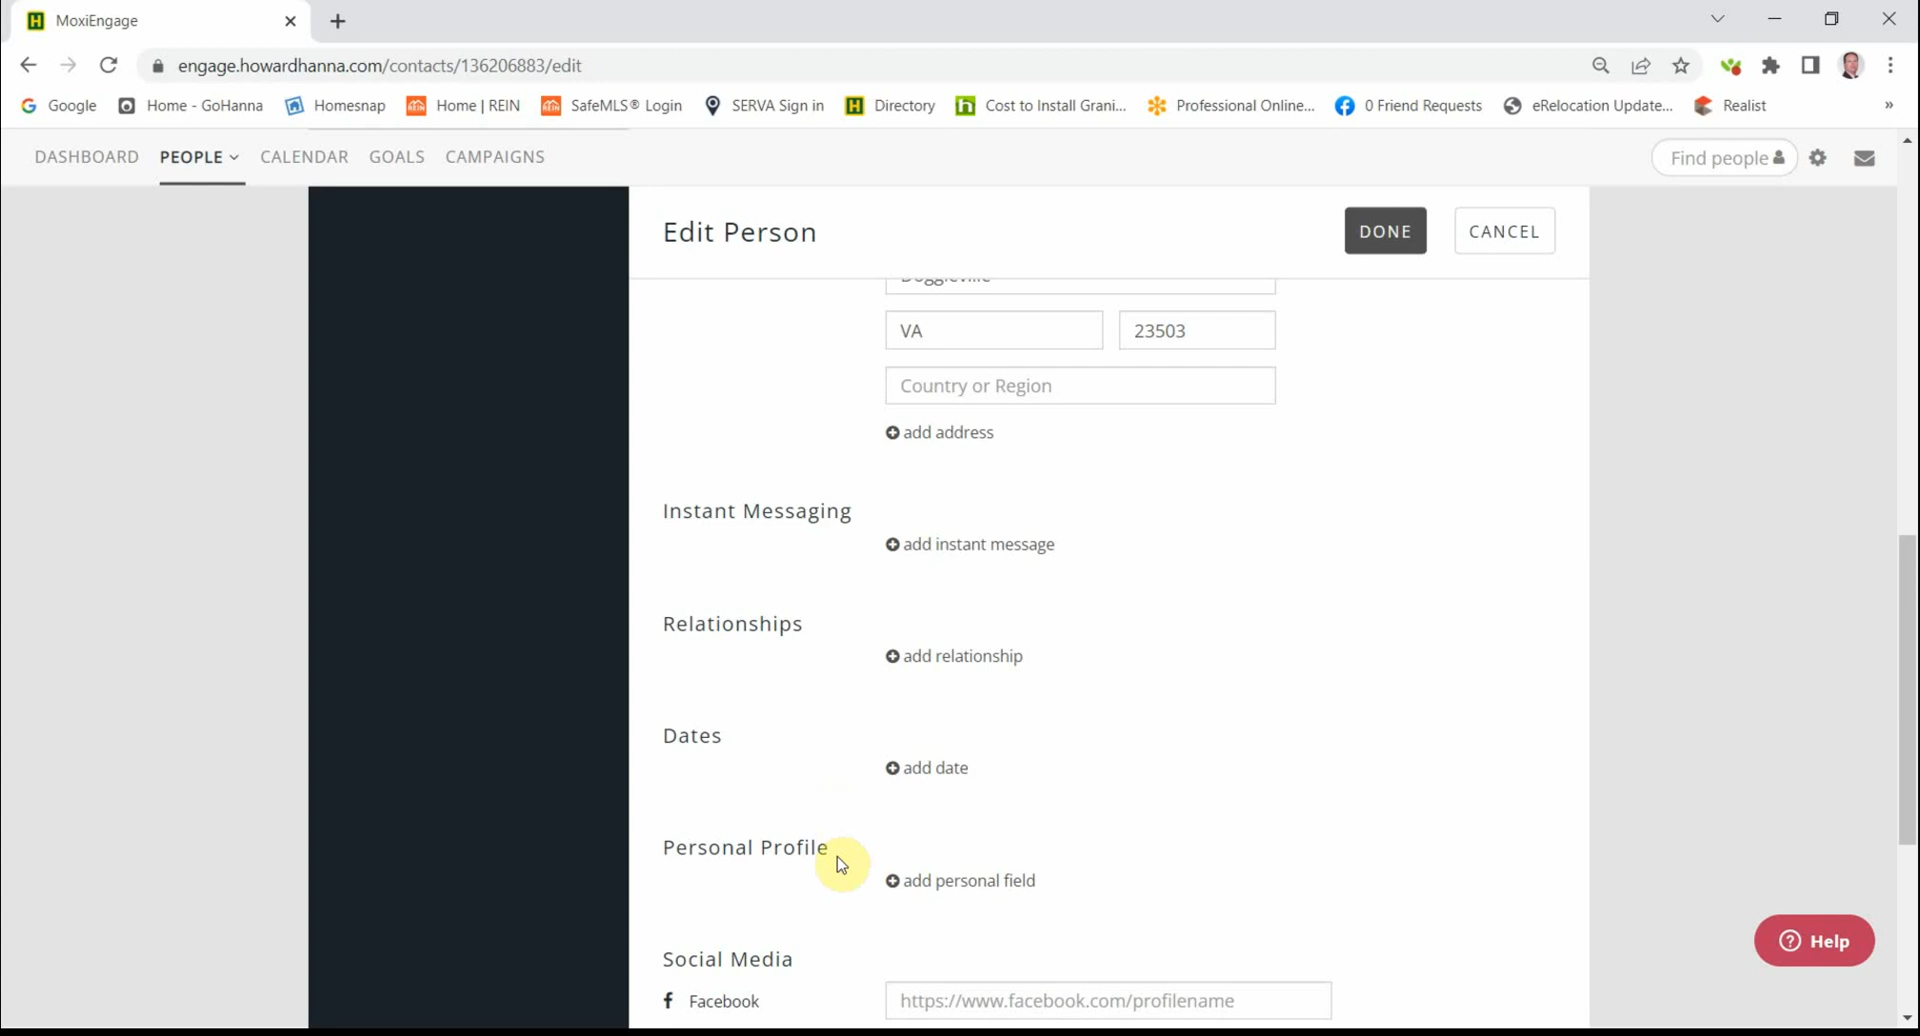 MoxiEngage
engage.howardhanna.com/contacts/136206883/edit
Google Home - GoHanna Homesnap Home | REIN SafeMLS® Login SERVA Sign in Directory Cost to Install Grani... Professional Online... 0 Friend Requests eRelocation Update... Realist »
DASHBOARD PEOPLE CALENDAR GOALS CAMPAIGNS Find people
Edit Person DONE CANCEL
VA 23503
Country or Region
add address
Instant Messaging
add instant message
Relationships
add relationship
Dates
add date
Personal Profile
add personal field
Help
Social Media
Facebook https://www.facebook.com/profilename